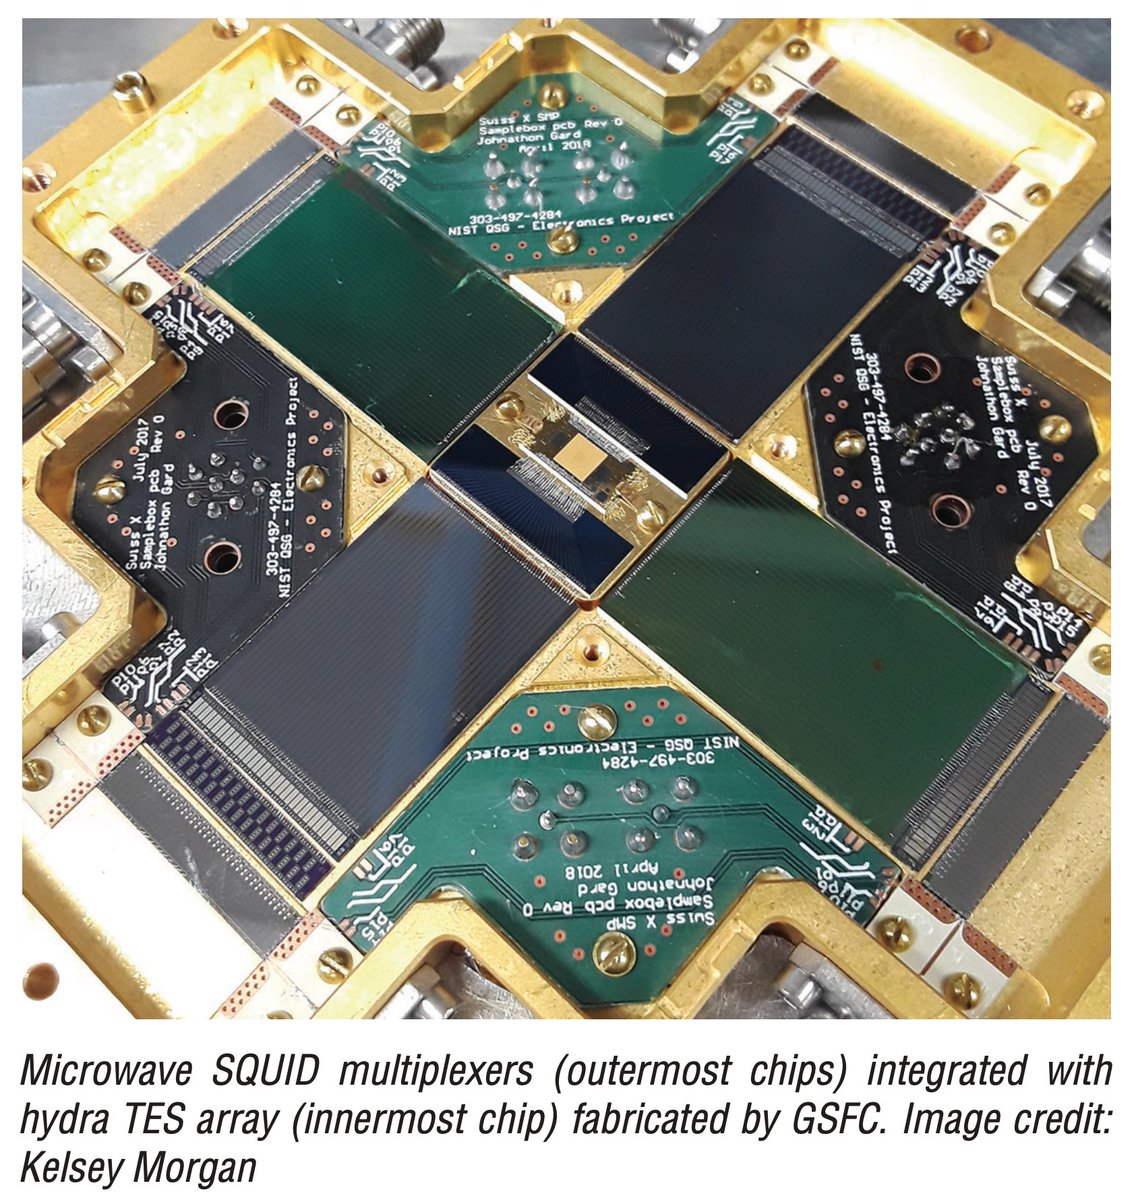 Suiss X SMP
Samplebox pcb Rev 0
Johnathon Gard
April 2018
303-497-4284
NIST QSG - Electronics Project
Suiss X July 2017
Samplebox pcb Rev 0
Johnathon Gard
303-497-4284
NIST QSG - Electronics Project
Suiss X July 2017
Samplebox pcb Rev 0
Johnathon Gard
303-497-4284
NIST QSG - Electronics Project
NIST QSG - Electronics Project
303-497-4284
April 2018
Johnathon Gard
Samplebox pcb Rev 0
Suiss X SMP
Microwave SQUID multiplexers (outermost chips) integrated with
hydra TES array (innermost chip) fabricated by GSFC. Image credit:
Kelsey Morgan